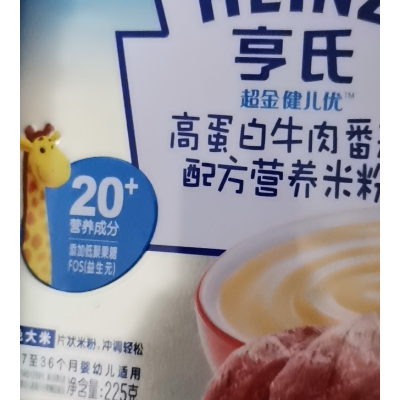 HEINZ
亨氏
超金健儿优™
高蛋白牛肉番
配方营养米粉
20+
营养成分
添加低聚果糖
FOS(益生元)
大米 片状米粉,冲调轻松
7至36个月婴幼儿适用
净含量:225克